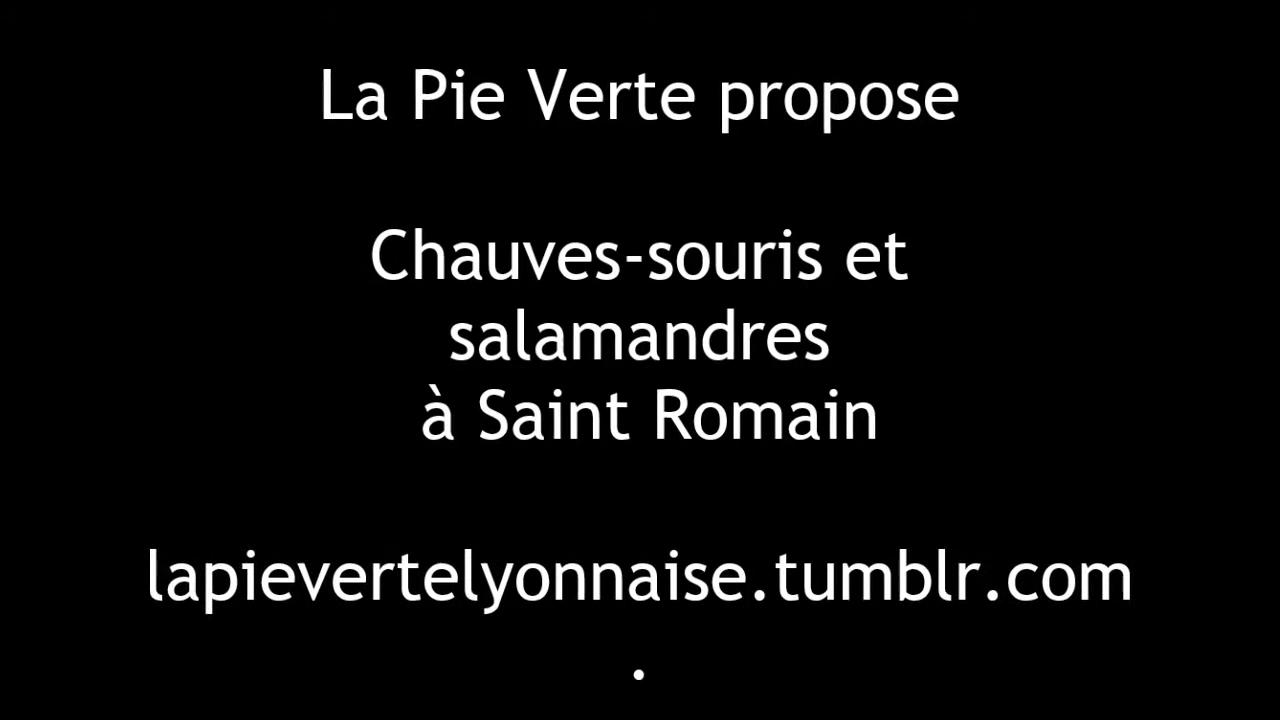 La Pie Verte propose
Chauves-souris et
salamandres
à Saint Romain
lapievertelyonnaise.tumblr.com
.